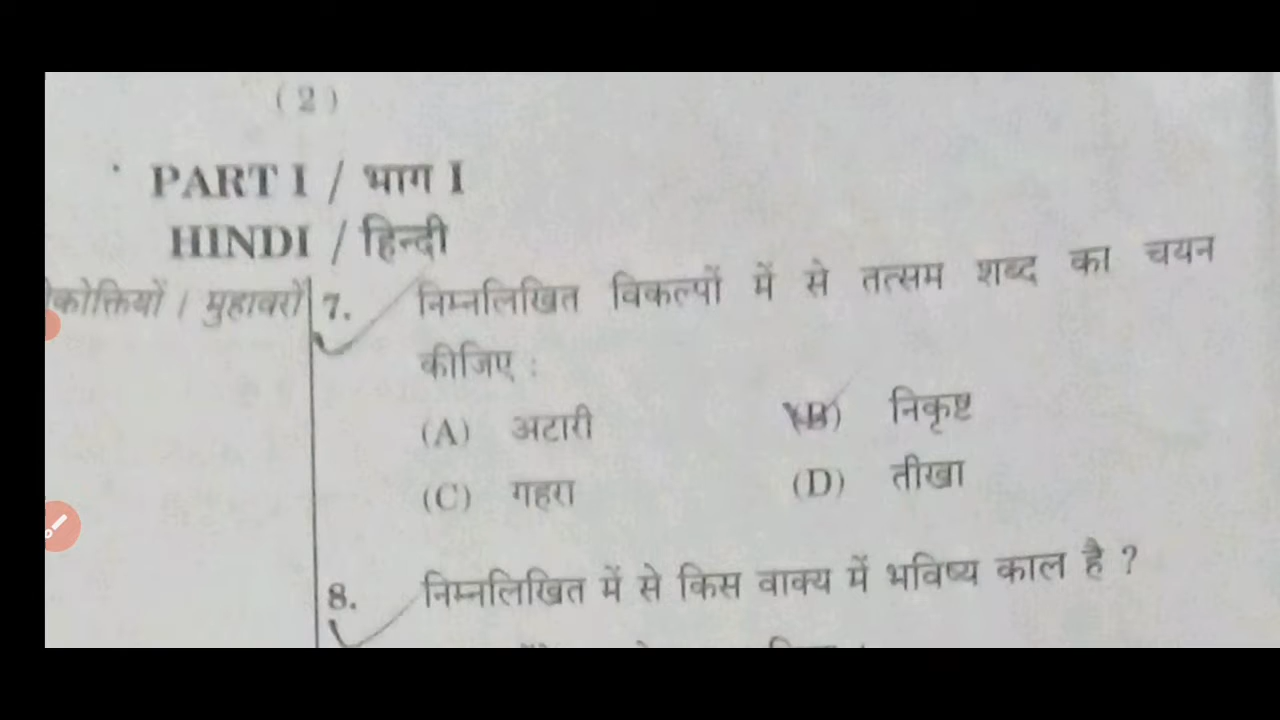 (2)
PART I / भाग I
HINDI / हिन्दी
कोक्तियों / मुहावरों
7. निम्नलिखित विकल्पों में से तत्सम शब्द का चयन
कीजिए :
(A) अटारी (B) निकृष्ट
(C) गहरा (D) तीखा
8. निम्नलिखित में से किस वाक्य में भविष्य काल है ?